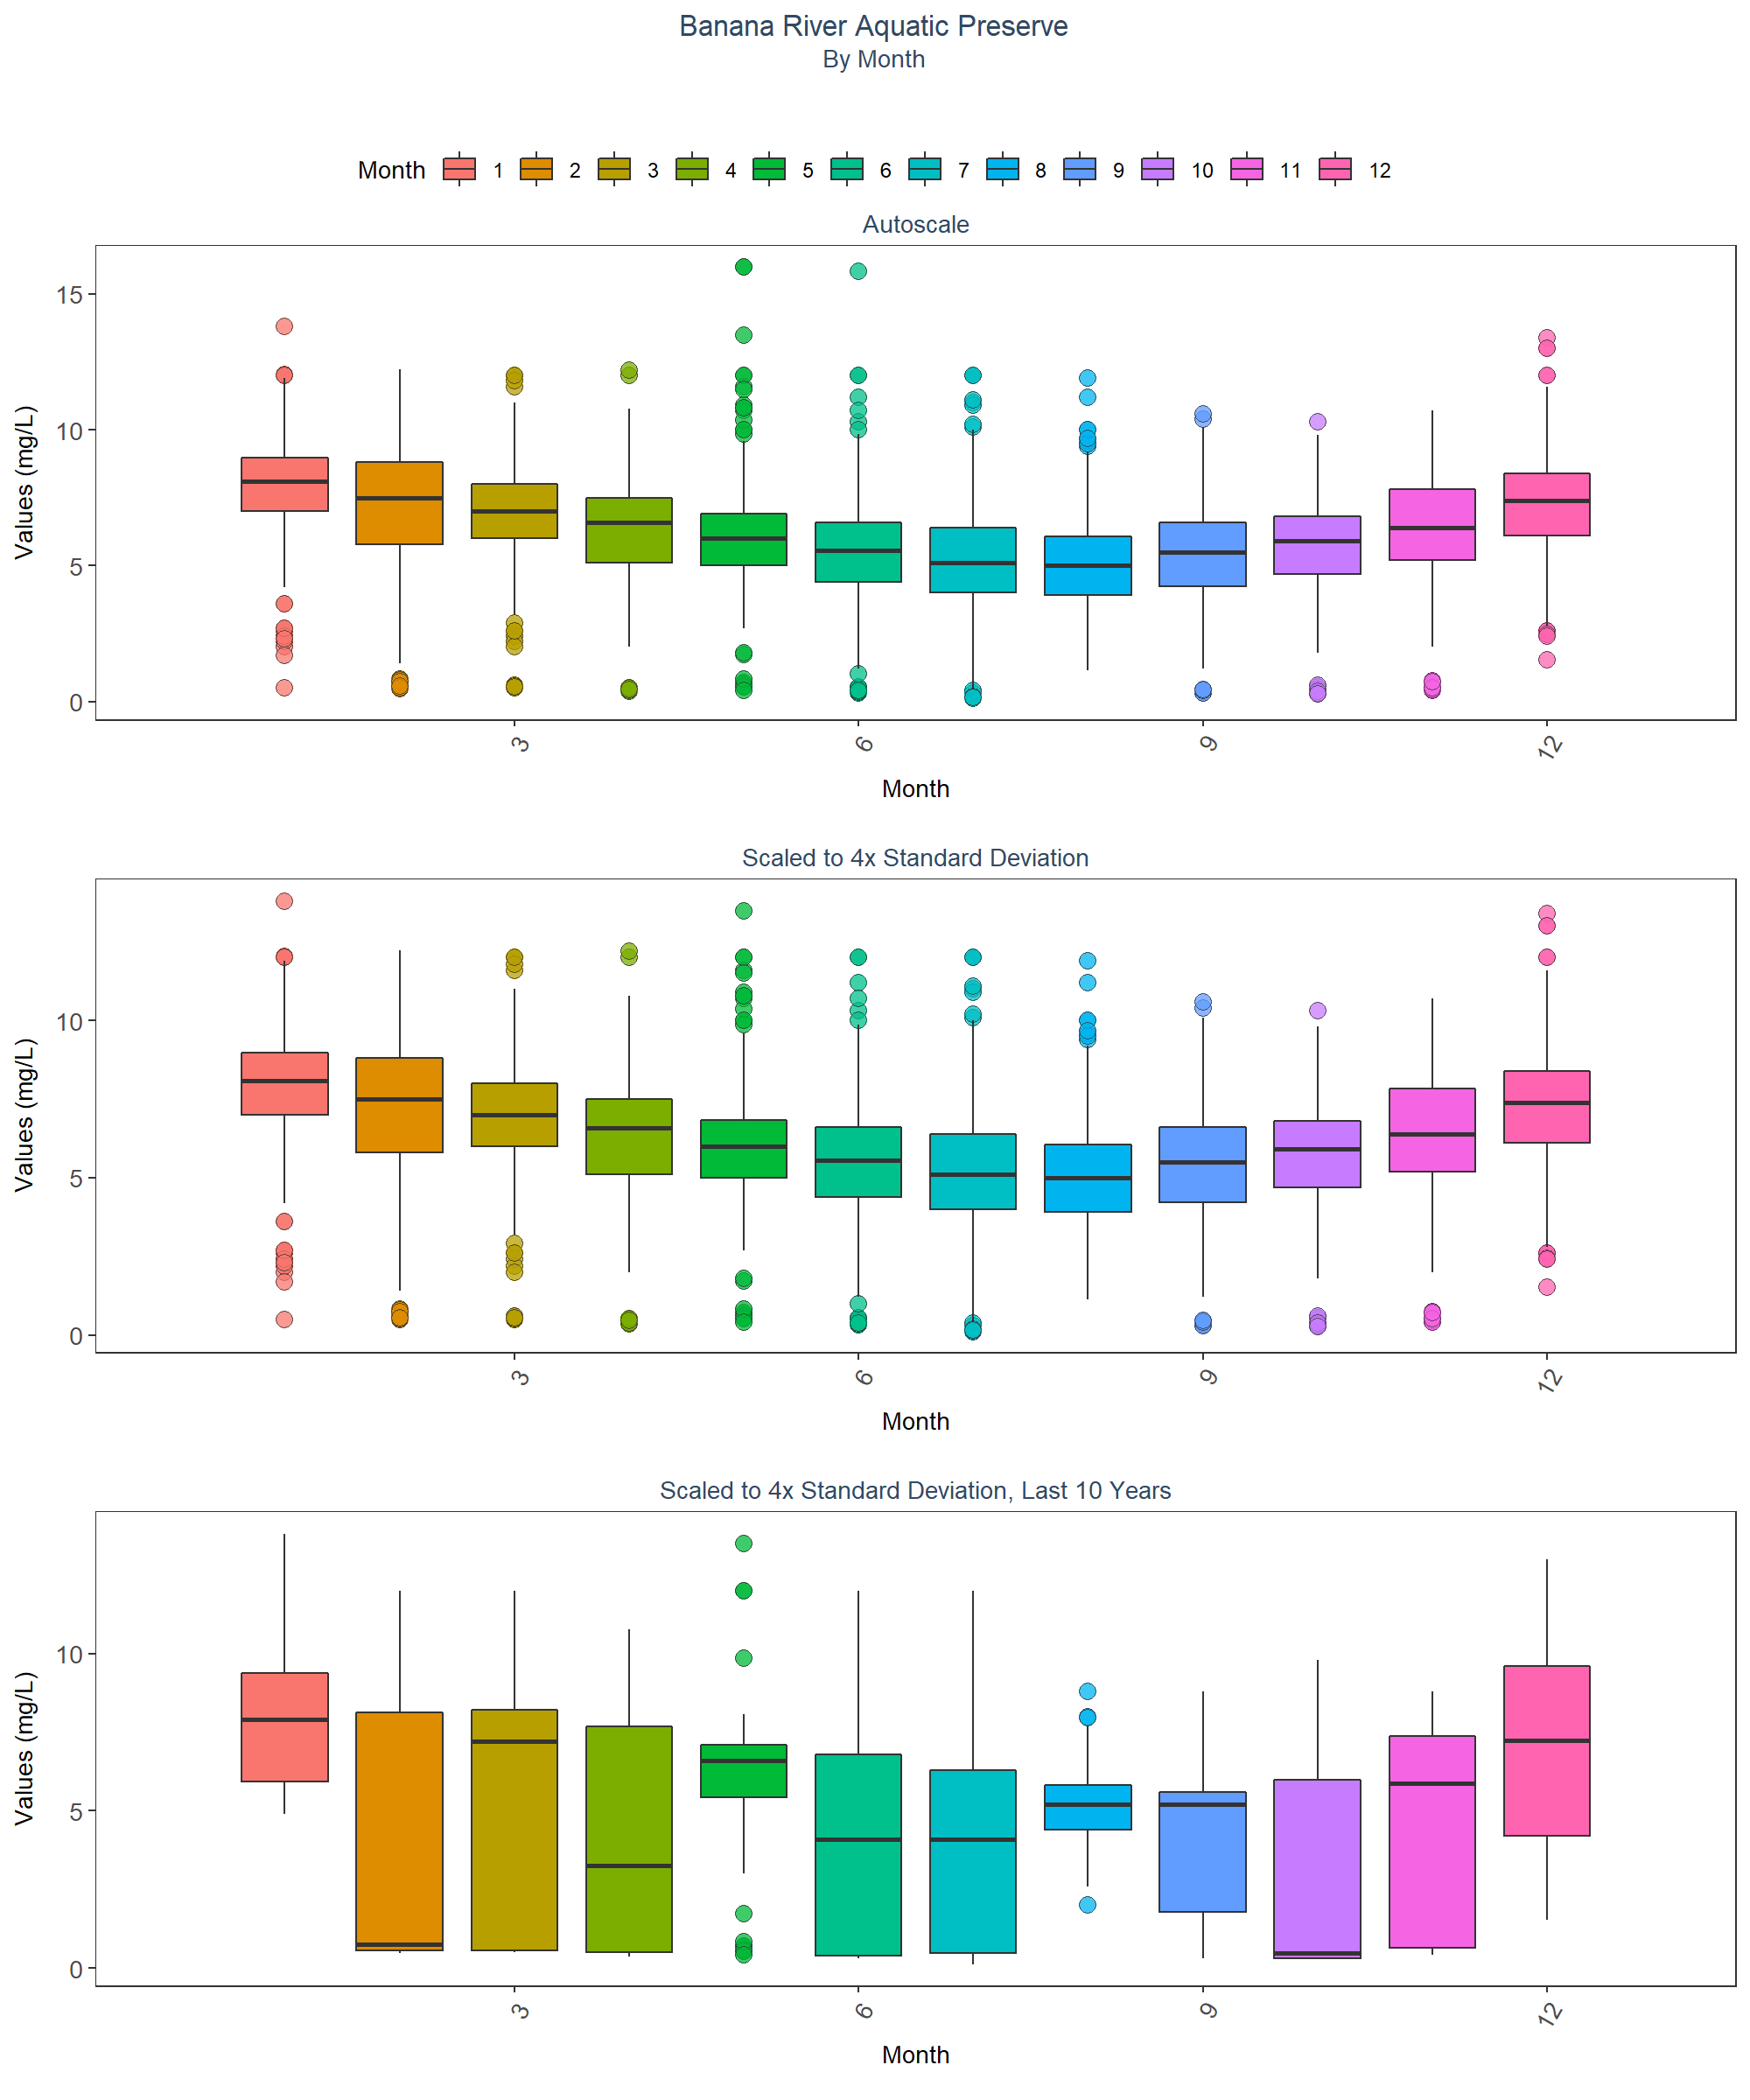 Banana River Aquatic Preserve
By Month
Month 1 2 3 4 5 6 7 8 9 10 11 12
Autoscale
15
10
5
0
Values (mg/L)
3 6 9 12
Month
Scaled to 4x Standard Deviation
10
5
0
Values (mg/L)
3 6 9 12
Month
Scaled to 4x Standard Deviation, Last 10 Years
10
5
0
Values (mg/L)
3 6 9 12
Month